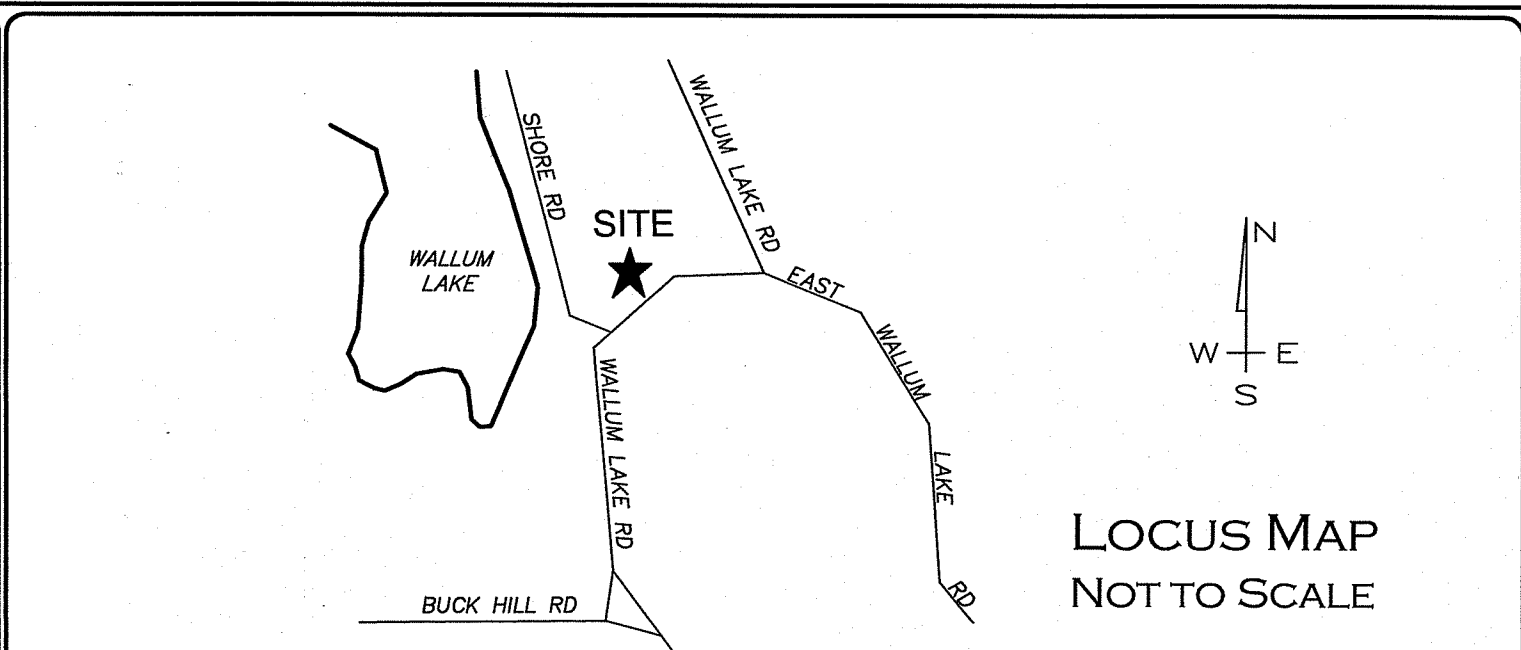 SHORE RD
WALLUM LAKE RD
SITE
WALLUM
LAKE
EAST
WALLUM
LAKE
RD
WALLUM LAKE RD
BUCK HILL RD
N
W E
S
LOCUS MAP
NOT TO SCALE